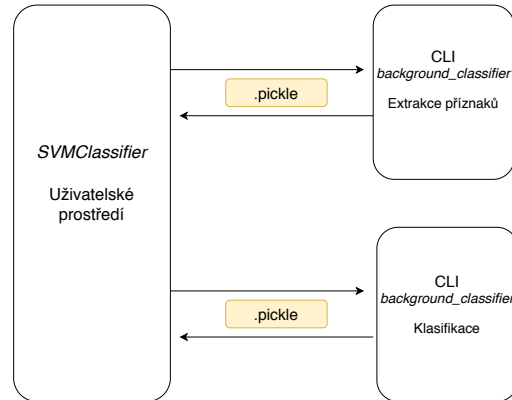 SVMClassifier
Uživatelské
prostředí
.pickle
CLI
background_classifier
Extrakce příznaků
.pickle
CLI
background_classifier
Klasifikace